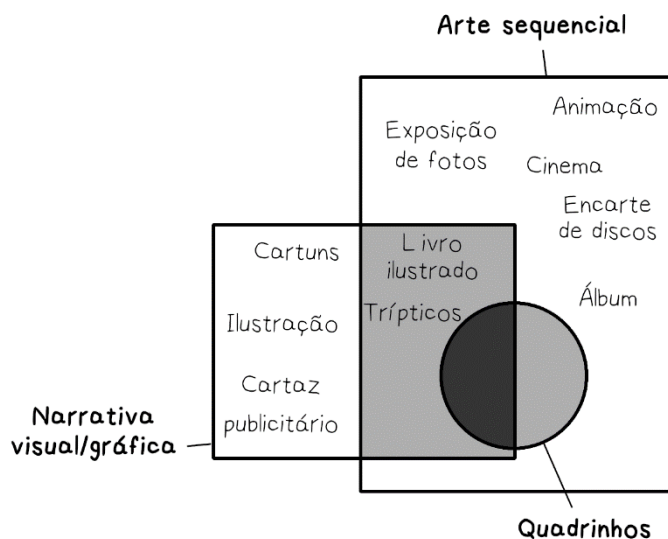 Arte sequencial
Animação
Exposição
de fotos
Cinema
Encarte
de discos
Álbum
Cartuns
Livro
ilustrado
Trípticos
Ilustração
Cartaz
publicitário
Narrativa
visual/gráfica
Quadrinhos